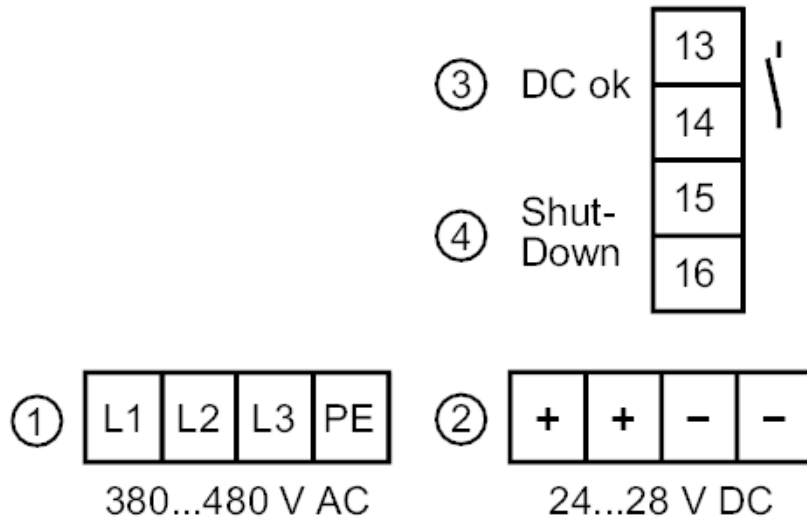 13
③ DC ok
14
15
④ Shut-
Down
16
① L1 L2 L3 PE
② + + − −
380...480 V AC
24...28 V DC